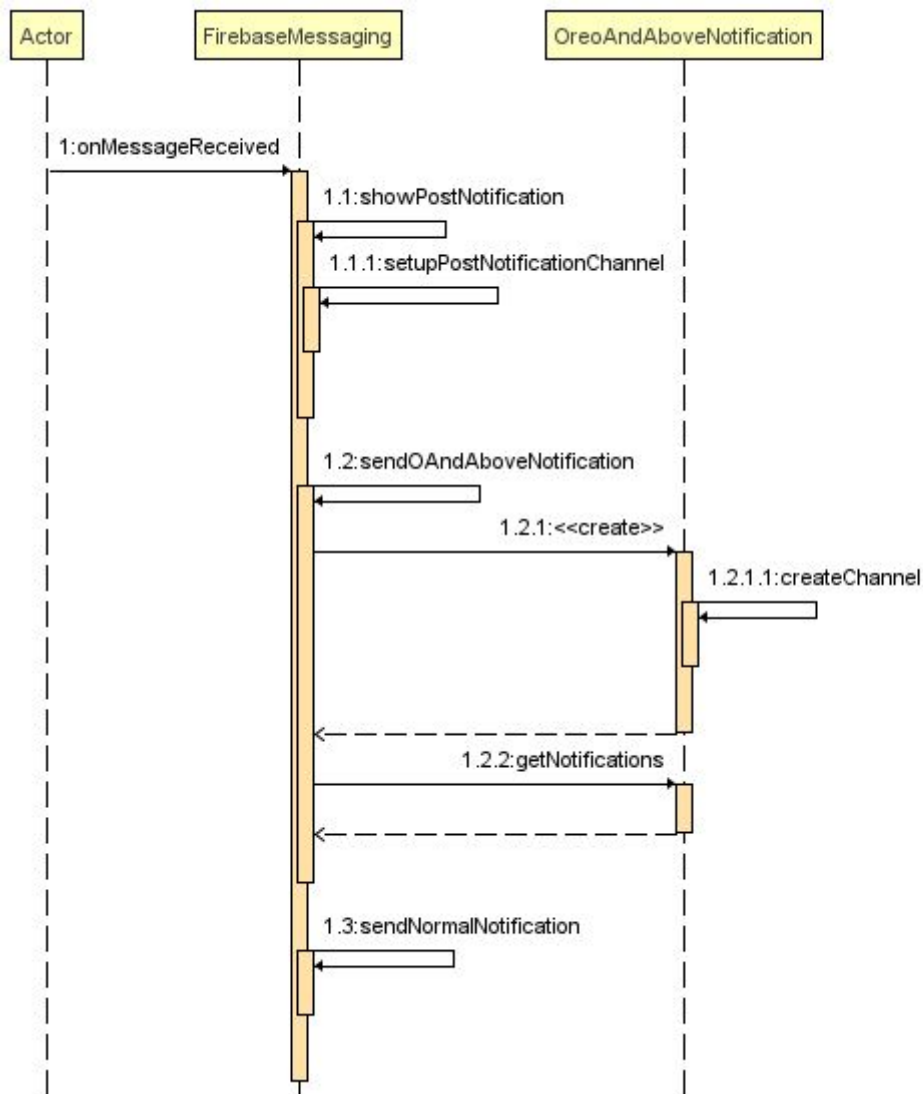 Actor
FirebaseMessaging
OreoAndAboveNotification
1:onMessageReceived
1.1:showPostNotification
1.1.1:setupPostNotificationChannel
1.2:sendOAndAboveNotification
1.2.1:<<create>>
1.2.1.1:createChannel
1.2.2:getNotifications
1.3:sendNormalNotification